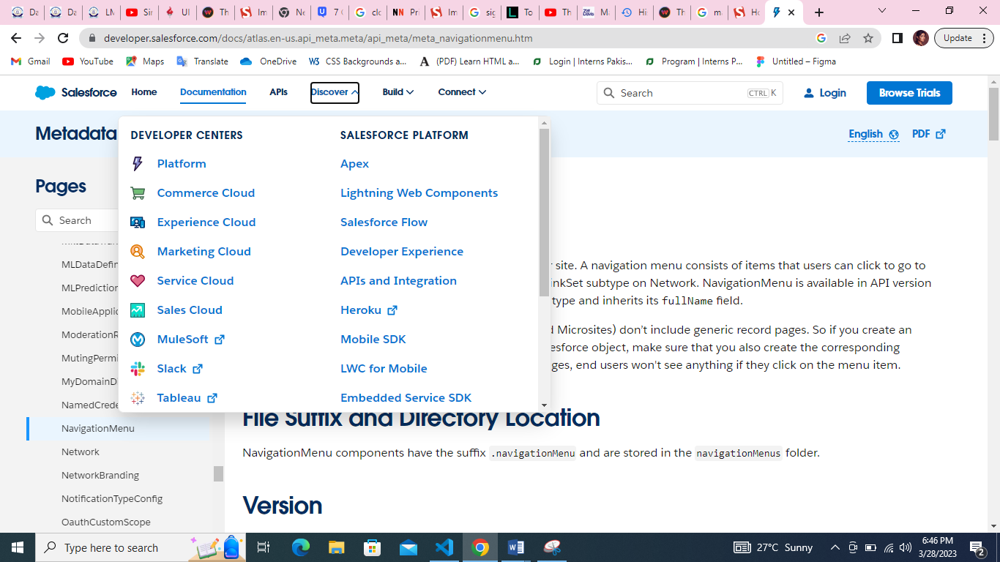 Da
Da
LM
Sir
UI
Th
Im
Ne
7 (
clo
Pri
Im
sig
To
Th
Ma
Hi
Th
ma
Ho
developer.salesforce.com/docs/atlas.en-us.api_meta.meta/api_meta/meta_navigationmenu.htm
Update
Gmail
YouTube
Maps
Translate
OneDrive
CSS Backgrounds a...
(PDF) Learn HTML a...
Login | Interns Pakis...
Program | Interns P...
Untitled – Figma
Salesforce
Home
Documentation
APIs
Discover
Build
Connect
Search
CTRL K
Login
Browse Trials
Metadata
English
PDF
DEVELOPER CENTERS
Platform
Commerce Cloud
Experience Cloud
Marketing Cloud
Service Cloud
Sales Cloud
MuleSoft
Slack
Tableau
SALESFORCE PLATFORM
Apex
Lightning Web Components
Salesforce Flow
Developer Experience
APIs and Integration
Heroku
Mobile SDK
LWC for Mobile
Embedded Service SDK
Pages
Search
MLDataDefin
MLPrediction
MobileApplic
ModerationR
MutingPermi
MyDomainD
NamedCrede
NavigationMenu
Network
NetworkBranding
NotificationTypeConfig
OauthCustomScope
site. A navigation menu consists of items that users can click to go to
inkSet subtype on Network. NavigationMenu is available in API version
type and inherits its fullName field.
d Microsites) don’t include generic record pages. So if you create an
esforce object, make sure that you also create the corresponding
ges, end users won't see anything if they click on the menu item.
File Suffix and Directory Location
NavigationMenu components have the suffix .navigationMenu and are stored in the navigationMenus folder.
Version
Type here to search
27°C Sunny
6:46 PM
3/28/2023
2